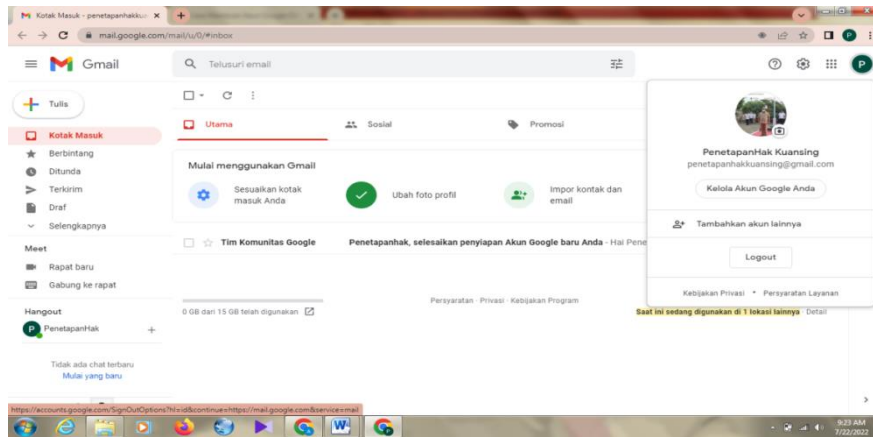 Kotak Masuk - penetapanhakkua
mail.google.com/mail/u/0/#inbox
P
Gmail
Telusuri email
P
Tulis
Kotak Masuk
Berbintang
Ditunda
Terkirim
Draf
Selengkapnya
Meet
Rapat baru
Gabung ke rapat
Hangout
P PenetapanHak
Tidak ada chat terbaru
Mulai yang baru
Utama
Sosial
Promosi
Mulai menggunakan Gmail
Sesuaikan kotak
masuk Anda
Ubah foto profil
Impor kontak dan
email
Tim Komunitas Google Penetapanhak, selesaikan penyiapan Akun Google baru Anda - Hai Pene
0 GB dari 15 GB telah digunakan
Persyaratan · Privasi · Kebijakan Program
Saat ini sedang digunakan di 1 lokasi lainnya · Detail
PenetapanHak Kuansing
penetapanhakkuansing@gmail.com
Kelola Akun Google Anda
Tambahkan akun lainnya
Logout
Kebijakan Privasi • Persyaratan Layanan
https://accounts.google.com/SignOutOptions?hl=id&continue=https://mail.google.com&service=mail
9:23 AM
7/22/2022